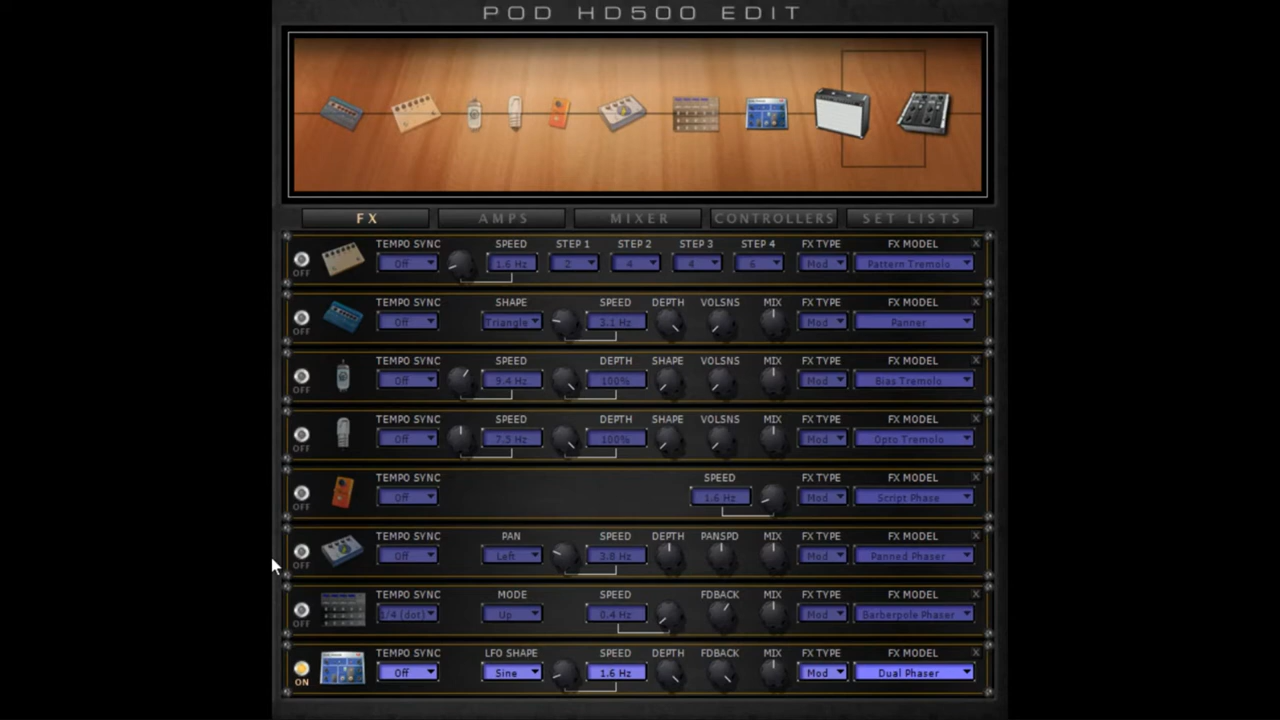 POD HD500 EDIT
FX AMPS MIXER CONTROLLERS SET LISTS
TEMPO SYNC SPEED STEP 1 STEP 2 STEP 3 STEP 4 FX TYPE FX MODEL X
OFF Off 1.6 Hz 2 4 4 6 Mod Pattern Tremolo
TEMPO SYNC SHAPE SPEED DEPTH VOLSNS MIX FX TYPE FX MODEL X
OFF Off Triangle 3.1 Hz Mod Panner
TEMPO SYNC SPEED DEPTH SHAPE VOLSNS MIX FX TYPE FX MODEL X
OFF Off 9.4 Hz 100% Mod Bias Tremolo
TEMPO SYNC SPEED DEPTH SHAPE VOLSNS MIX FX TYPE FX MODEL X
OFF Off 7.5 Hz 100% Mod Opto Tremolo
TEMPO SYNC SPEED FX TYPE FX MODEL X
OFF Off 1.6 Hz Mod Script Phase
TEMPO SYNC PAN SPEED DEPTH PANSPD MIX FX TYPE FX MODEL X
OFF Off Left 3.8 Hz Mod Panned Phaser
TEMPO SYNC MODE SPEED FDBACK MIX FX TYPE FX MODEL X
OFF 1/4 (dot) Up 0.4 Hz Mod Barberpole Phaser
TEMPO SYNC LFO SHAPE SPEED DEPTH FDBACK MIX FX TYPE FX MODEL X
ON Off Sine 1.6 Hz Mod Dual Phaser